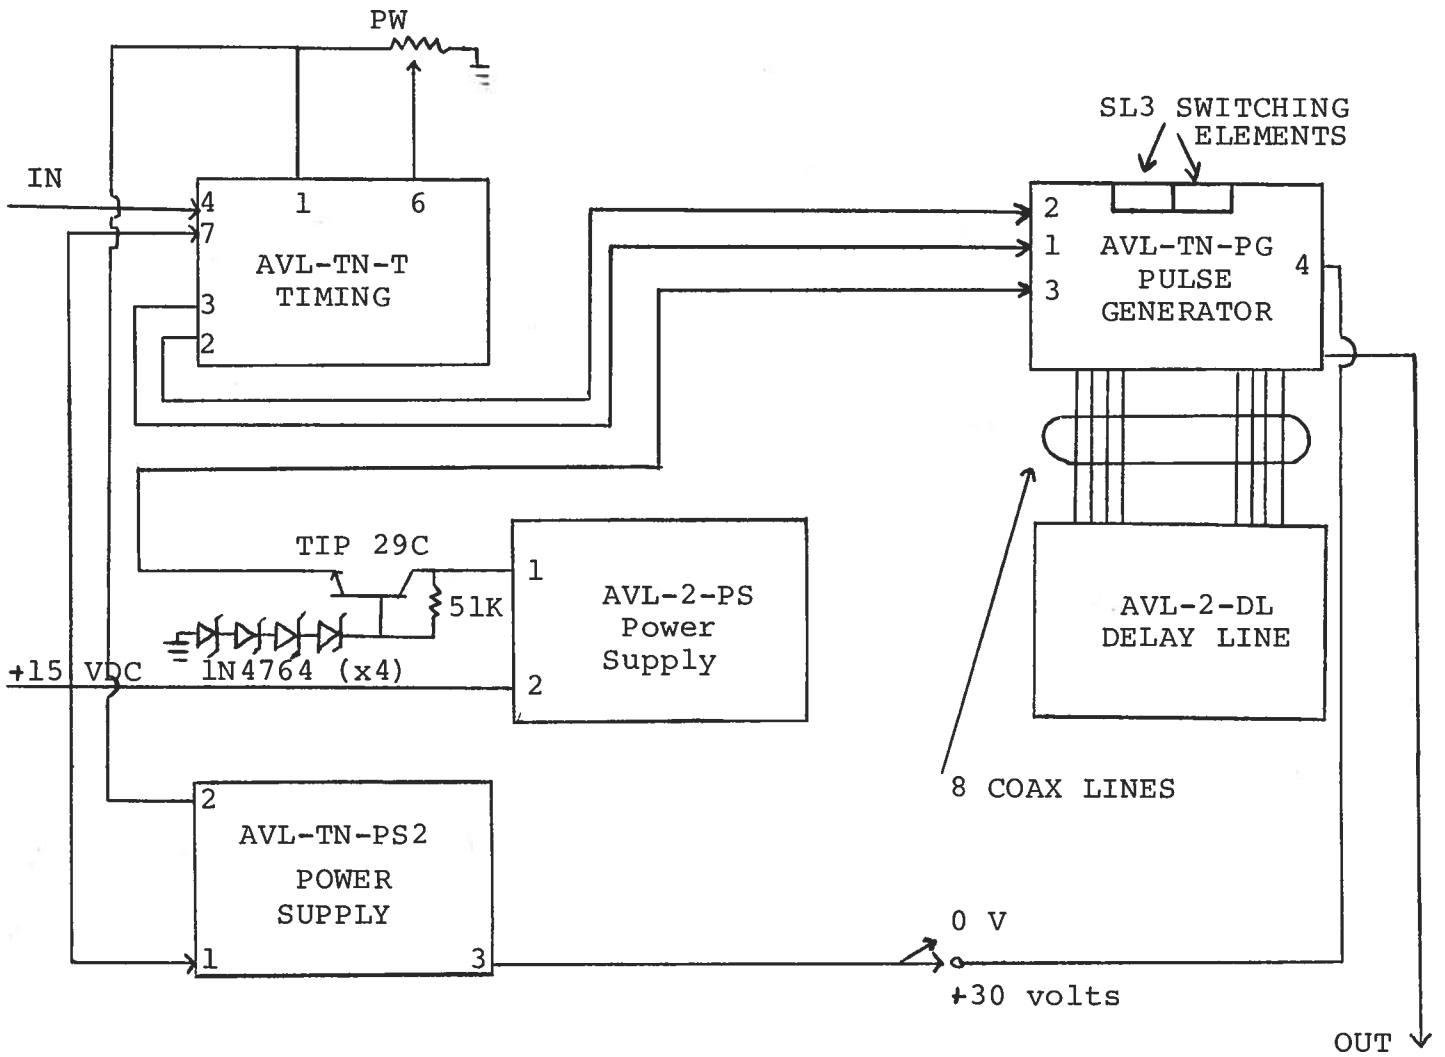 PW
SL3 SWITCHING
ELEMENTS
IN
4
1
6
7
AVL-TN-T
TIMING
3
2
2
1
3
AVL-TN-PG
PULSE
GENERATOR
4
TIP 29C
51K
1N4764 (x4)
+15 VDC
1
AVL-2-PS
Power
Supply
2
AVL-2-DL
DELAY LINE
8 COAX LINES
2
AVL-TN-PS2
POWER
SUPPLY
1
3
0 V
+30 volts
OUT